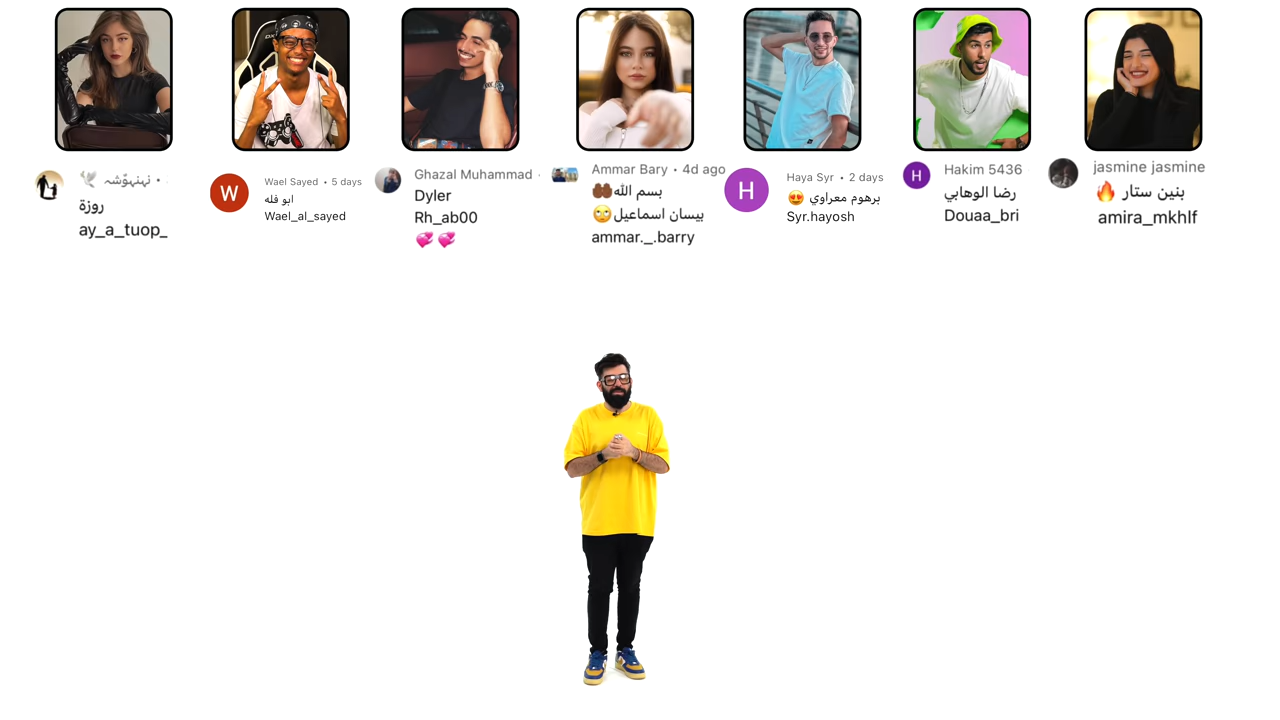 نهنهوٌشہ 🕊 •
روزة
ay_a_tuop_
W
Wael Sayed • 5 days
ابو فله
Wael_al_sayed
Ghazal Muhammad ·
Dyler
Rh_ab00
💞 💞
Ammar Bary • 4d ago
بسم الله🤲🏾
بيسان اسماعيل🙄
ammar._.barry
H
Haya Syr • 2 days
برهوم معراوي 😍
Syr.hayosh
H
Hakim 5436
رضا الوهابي
Douaa_bri
jasmine jasmine
بنين ستار 🔥
amira_mkhlf